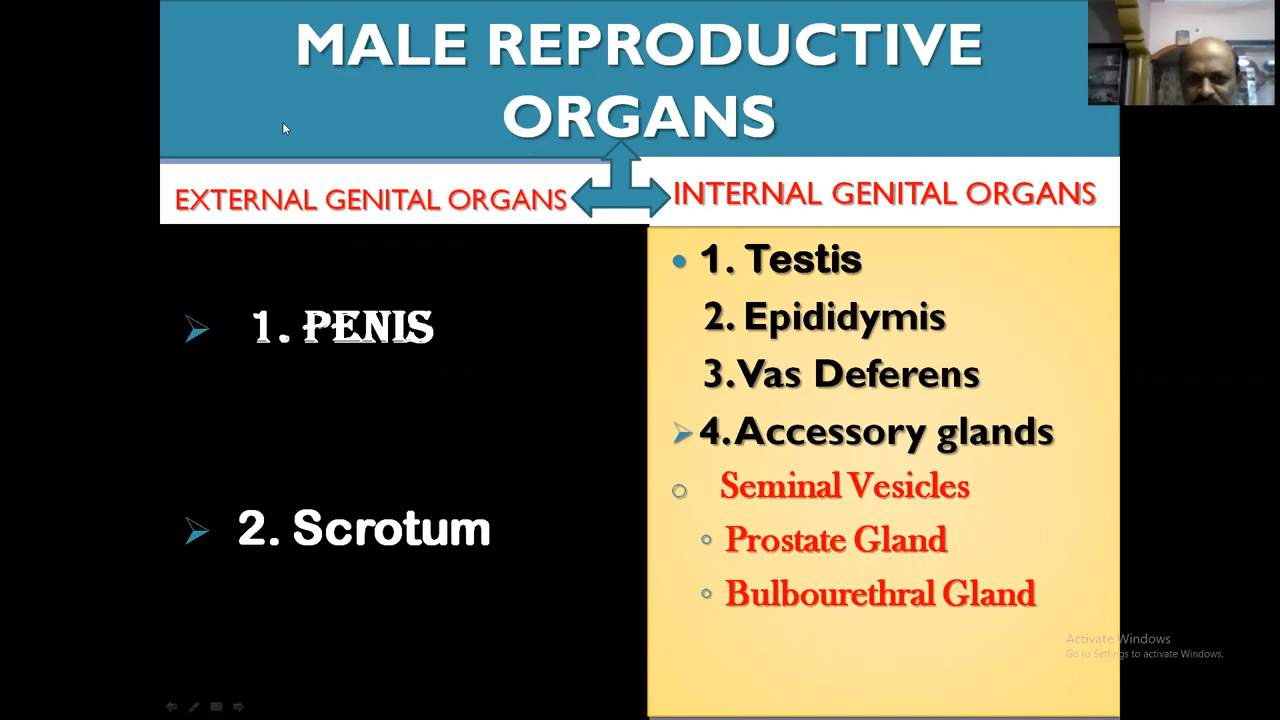 MALE REPRODUCTIVE
ORGANS
EXTERNAL GENITAL ORGANS
INTERNAL GENITAL ORGANS
1. PENIS
2. Scrotum
1. Testis
2. Epididymis
3. Vas Deferens
4. Accessory glands
Seminal Vesicles
Prostate Gland
Bulbourethral Gland
Activate Windows
Go to Settings to activate Windows.